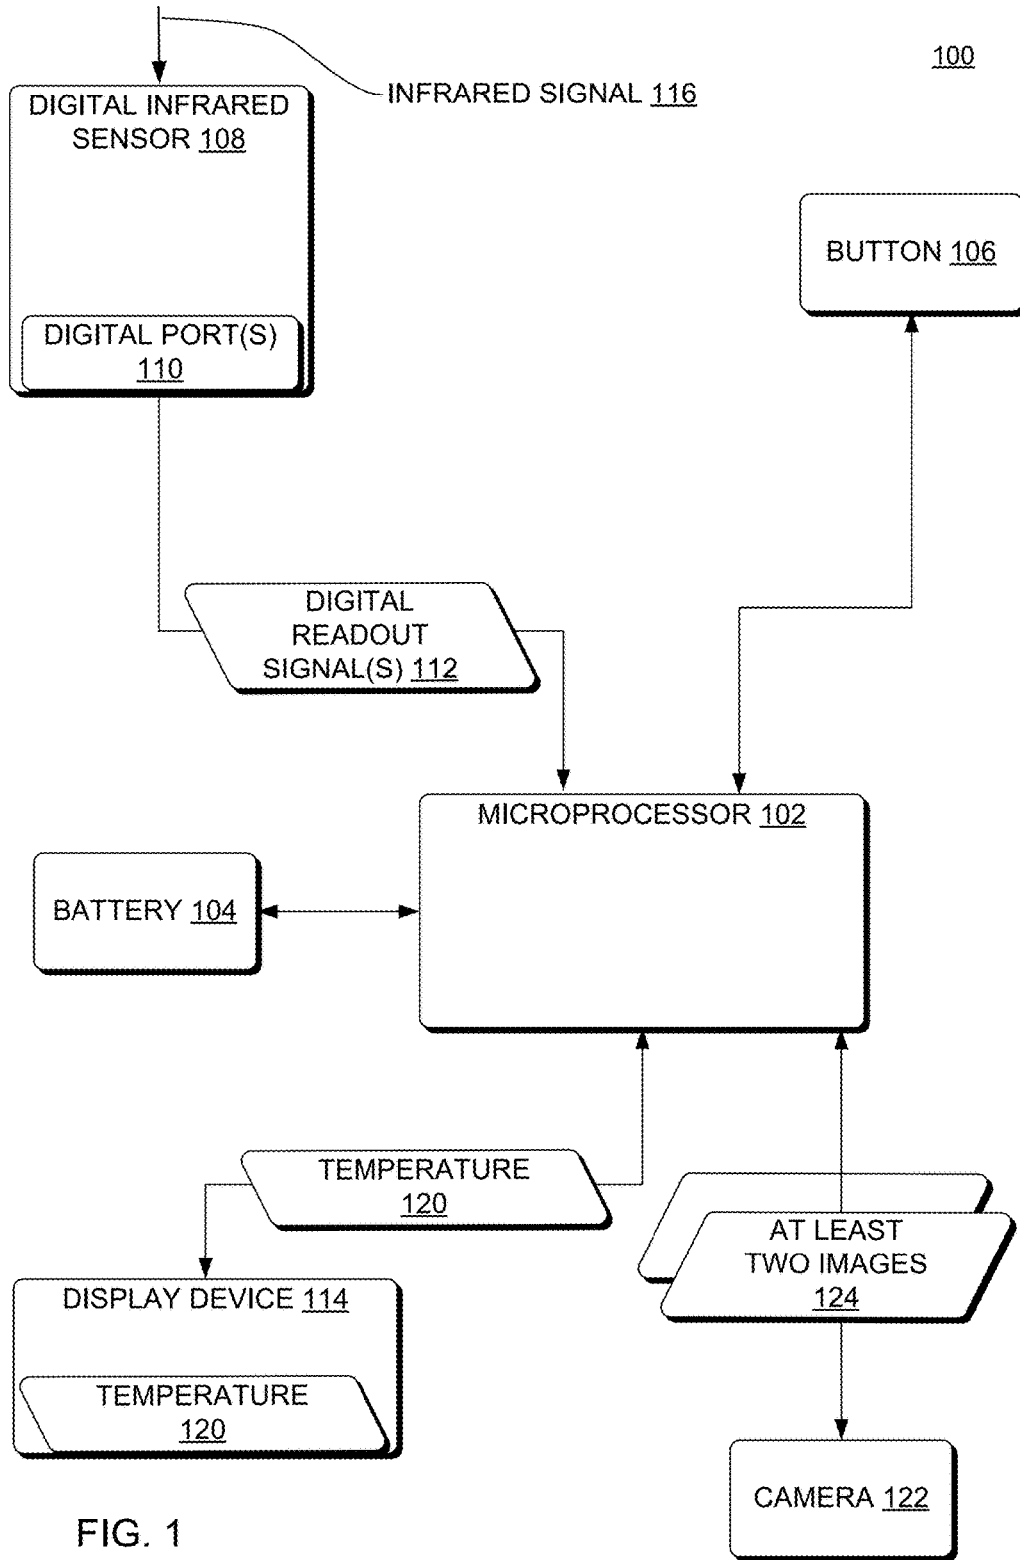 100
INFRARED SIGNAL 116
DIGITAL INFRARED
SENSOR 108
BUTTON 106
DIGITAL PORT(S)
110
DIGITAL
READOUT
SIGNAL(S) 112
MICROPROCESSOR 102
BATTERY 104
TEMPERATURE
120
AT LEAST
TWO IMAGES
124
DISPLAY DEVICE 114
TEMPERATURE
120
CAMERA 122
FIG. 1